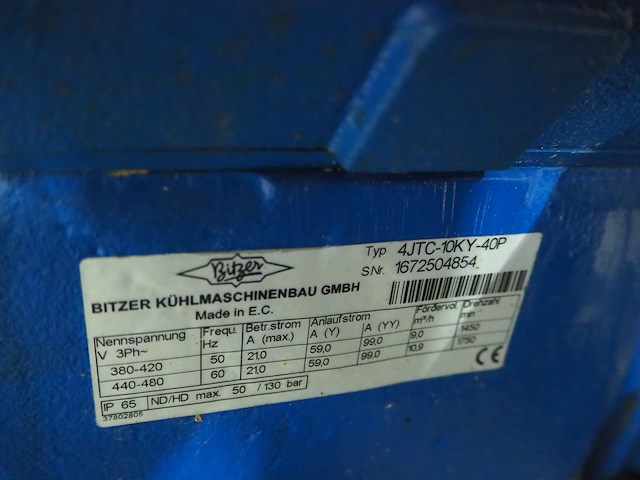 Bitzer
Typ 4JTC-10KY-40P
S.Nr. 1672504854
BITZER KÜHLMASCHINENBAU GMBH
Made in E.C.
Nennspannung Frequ. Betr.strom Anlaufstrom Fördervol. Drehzahl
V 3Ph~ Hz A (max.) A (Y) A (YY) m³/h min
380-420 50 21,0 59,0 99,0 9,0 1450
440-480 60 21,0 59,0 99,0 10,9 1750
IP 65 ND/HD max. 50 / 130 bar CE
37802805